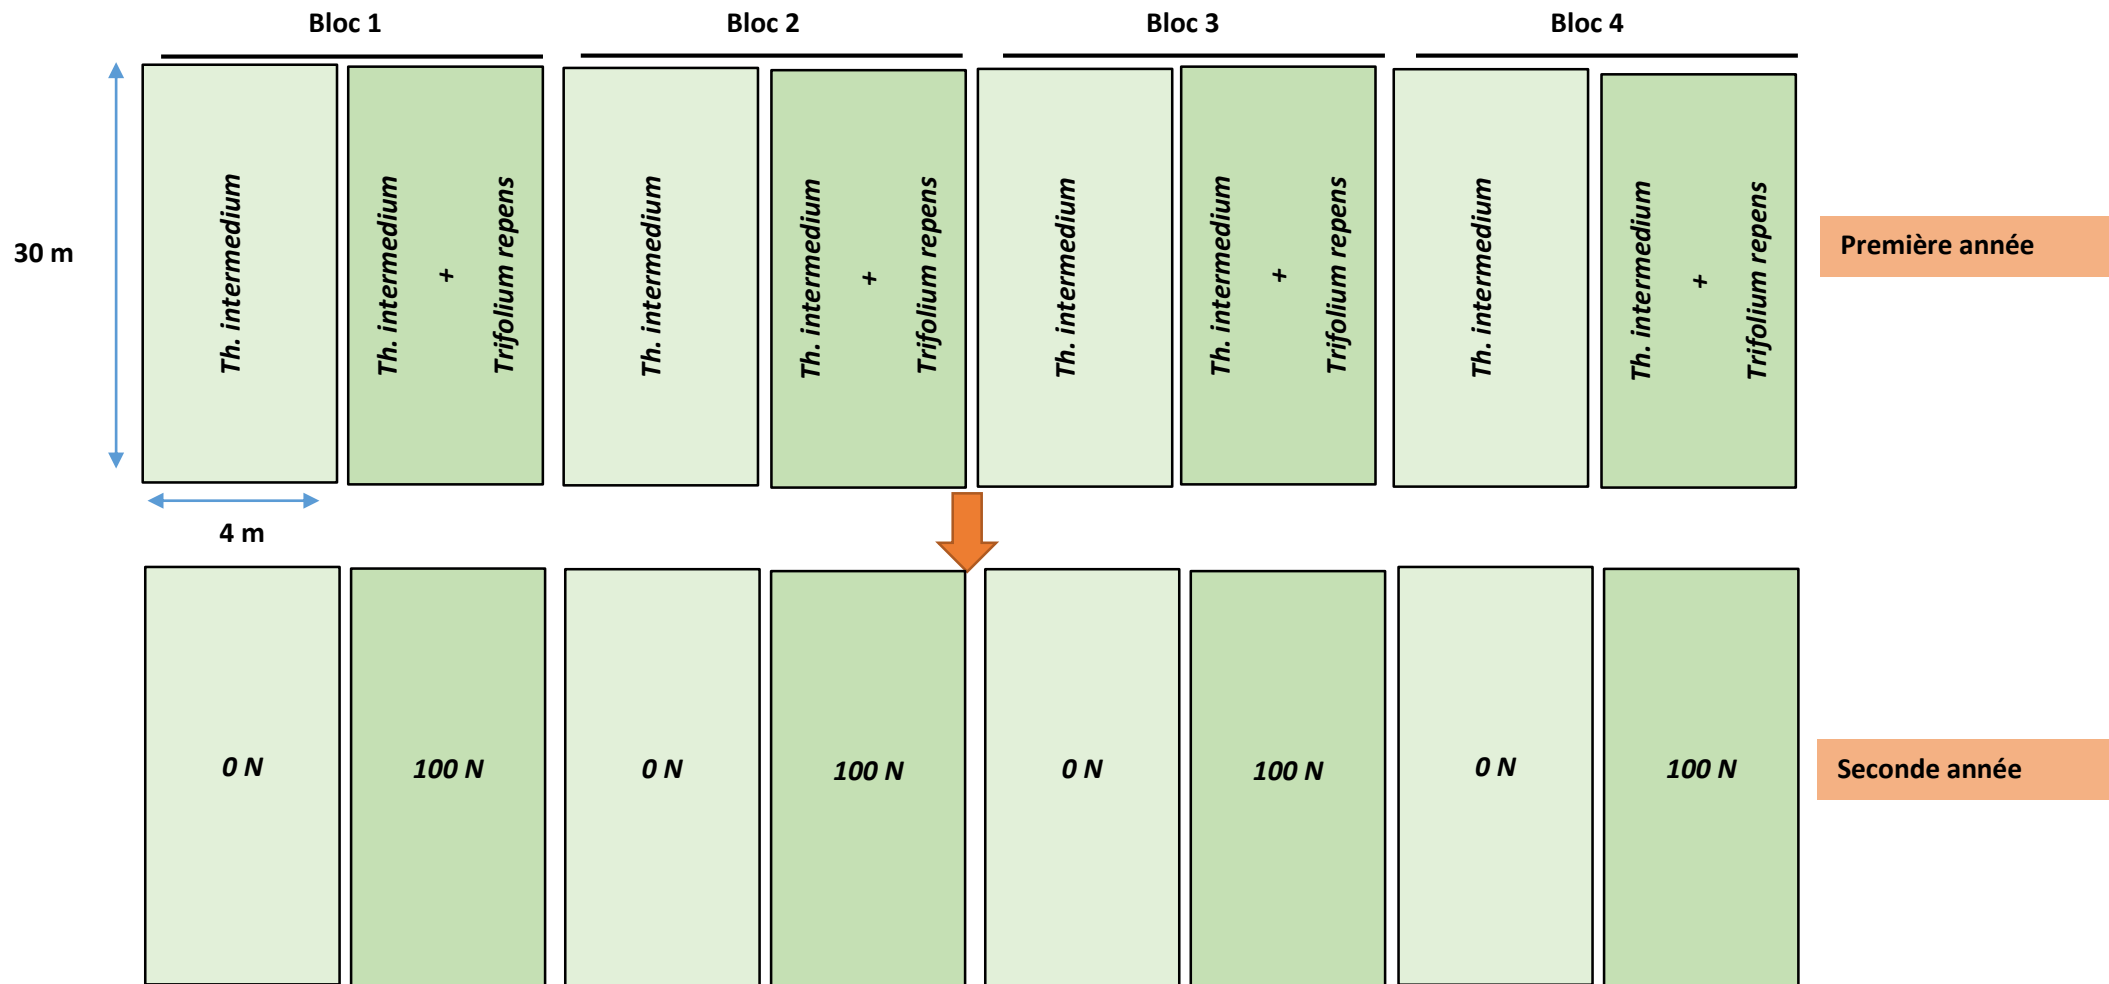 Bloc 1
Bloc 2
Bloc 3
Bloc 4
30 m
Th. intermedium
Th. intermedium
+
Trifolium repens
Th. intermedium
Th. intermedium
+
Trifolium repens
Th. intermedium
Th. intermedium
+
Trifolium repens
Th. intermedium
Th. intermedium
+
Trifolium repens
Première année
4 m
0 N
100 N
0 N
100 N
0 N
100 N
0 N
100 N
Seconde année